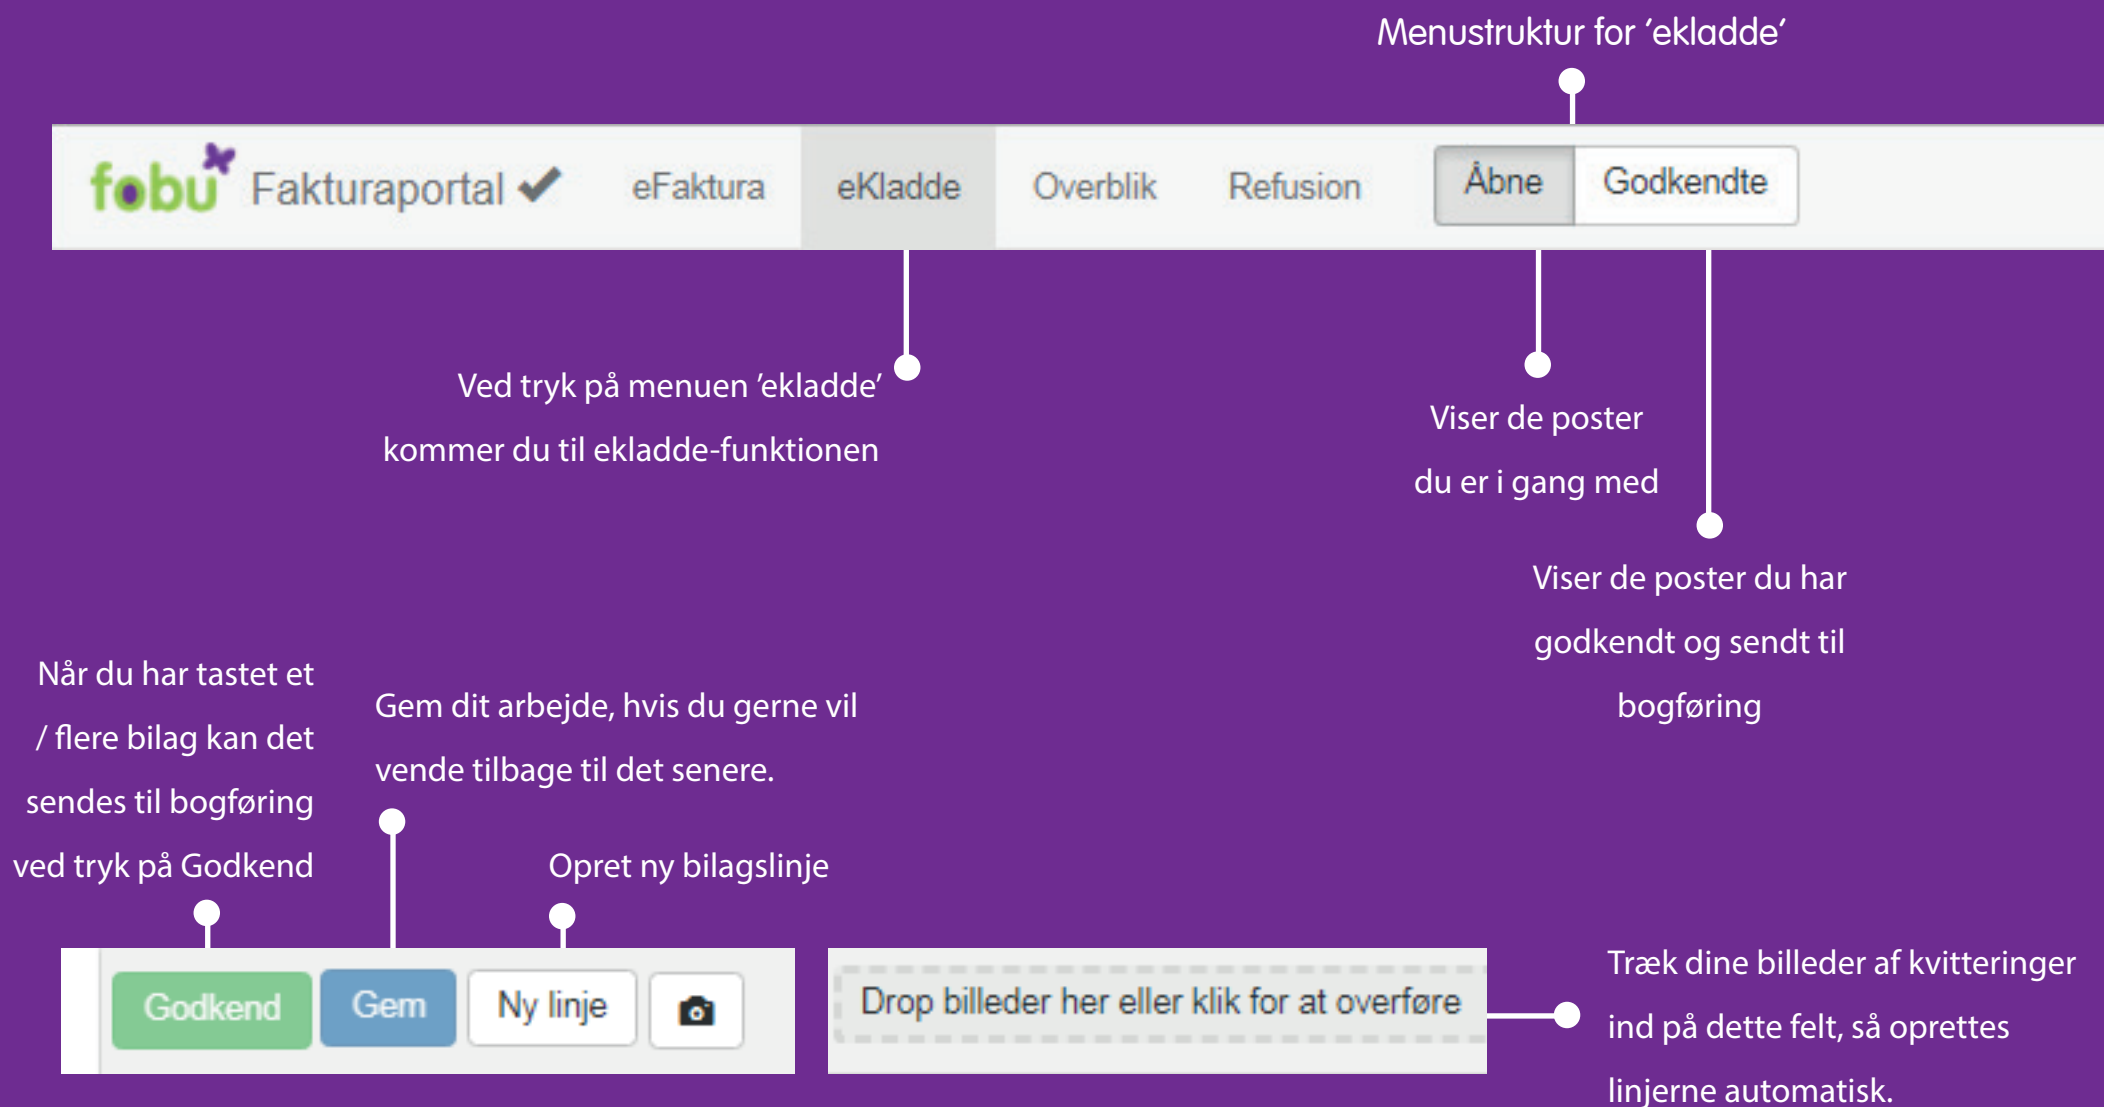 Menustruktur for ’ekladde’
fobu Fakturaportal eFaktura eKladde Overblik Refusion Åbne Godkendte
Ved tryk på menuen ’ekladde’
kommer du til ekladde-funktionen
Viser de poster
du er i gang med
Viser de poster du har
godkendt og sendt til
bogføring
Når du har tastet et
/ flere bilag kan det
sendes til bogføring
ved tryk på Godkend
Gem dit arbejde, hvis du gerne vil
vende tilbage til det senere.
Opret ny bilagslinje
Godkend Gem Ny linje
Drop billeder her eller klik for at overføre
Træk dine billeder af kvitteringer
ind på dette felt, så oprettes
linjerne automatisk.